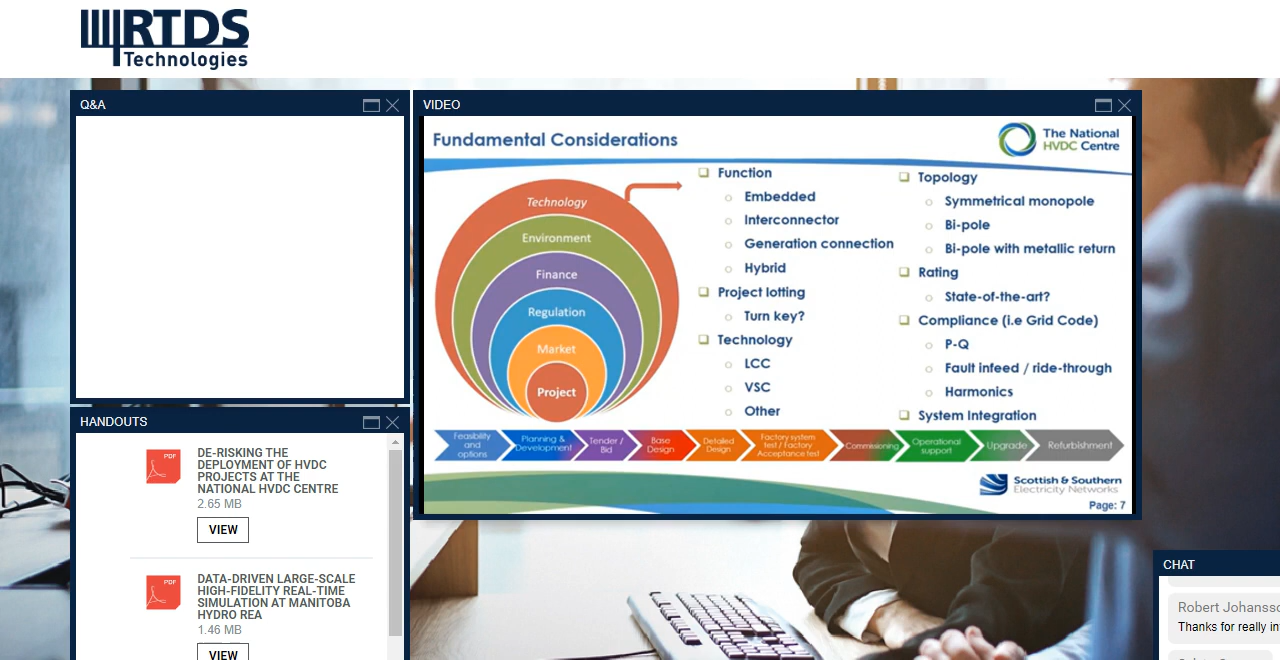 RTDS
Technologies
Q&A
VIDEO
Fundamental Considerations
The National
HVDC Centre
Technology
Environment
Finance
Regulation
Market
Project
Function
Embedded
Interconnector
Generation connection
Hybrid
Project lotting
Turn key?
Technology
LCC
VSC
Other
Topology
Symmetrical monopole
Bi-pole
Bi-pole with metallic return
Rating
State-of-the-art?
Compliance (i.e Grid Code)
P-Q
Fault infeed / ride-through
Harmonics
System Integration
Feasibility
and
options
Planning &
Development
Tender /
Bid
Base
Design
Detailed
Design
Factory system
test / Factory
Acceptance test
Commissioning
Operational
support
Upgrade
Refurbishment
Scottish & Southern
Electricity Networks
Page: 7
HANDOUTS
PDF
DE-RISKING THE
DEPLOYMENT OF HVDC
PROJECTS AT THE
NATIONAL HVDC CENTRE
2.65 MB
VIEW
PDF
DATA-DRIVEN LARGE-SCALE
HIGH-FIDELITY REAL-TIME
SIMULATION AT MANITOBA
HYDRO REA
1.46 MB
VIEW
CHAT
Robert Johansso
Thanks for really in